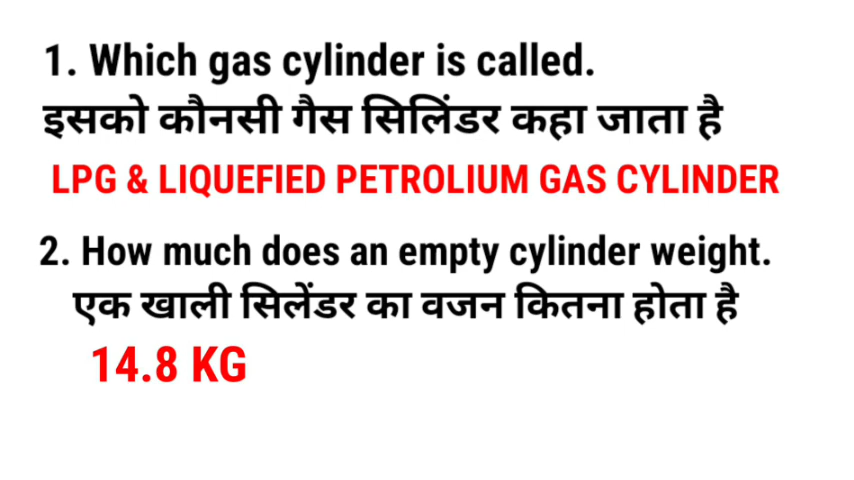 1. Which gas cylinder is called.
इसको कौनसी गैस सिलिंडर कहा जाता है
LPG & LIQUEFIED PETROLIUM GAS CYLINDER
2. How much does an empty cylinder weight.
एक खाली सिलेंडर का वजन कितना होता है
14.8 KG